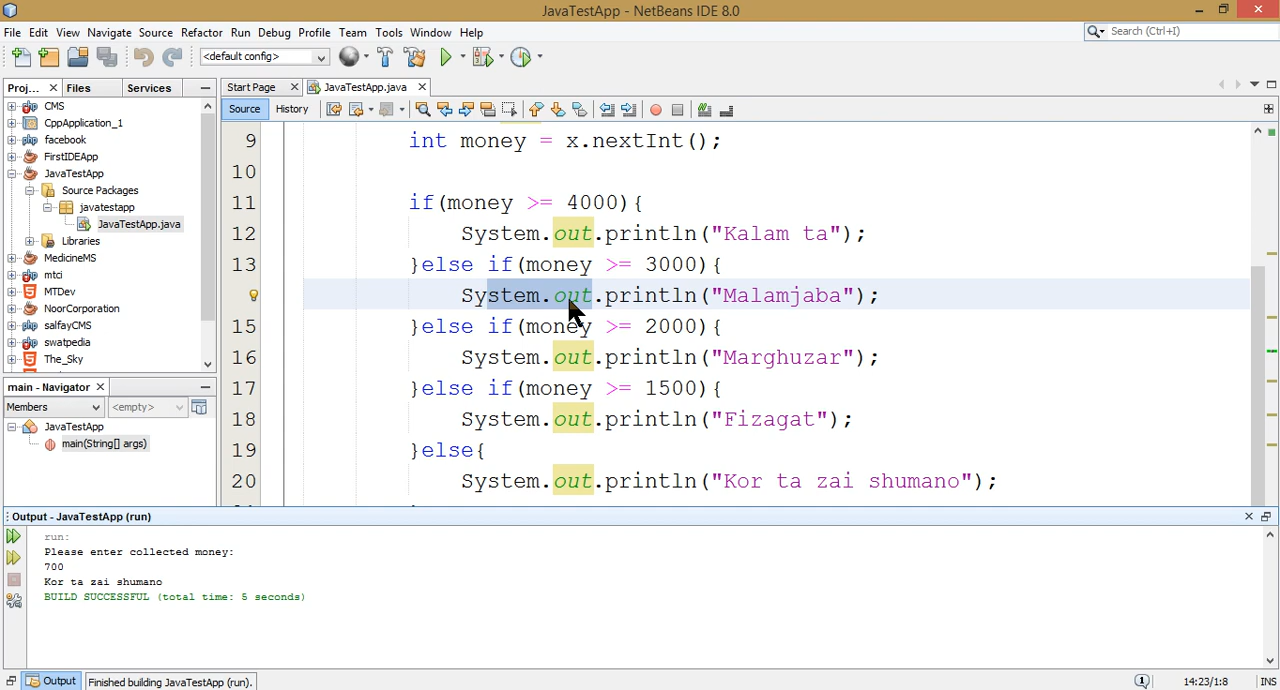 JavaTestApp - NetBeans IDE 8.0
File Edit View Navigate Source Refactor Run Debug Profile Team Tools Window Help
Search (Ctrl+I)
<default config>
Proj... Files Services
Start Page JavaTestApp.java
Source History
CMS
CppApplication_1
facebook
FirstIDEApp
JavaTestApp
Source Packages
javatestapp
JavaTestApp.java
Libraries
MedicineMS
mtci
MTDev
NoorCorporation
salfayCMS
swatpedia
The_Sky
9 int money = x.nextInt();
10
11 if(money >= 4000){
12 System.out.println("Kalam ta");
13 }else if(money >= 3000){
System.out.println("Malamjaba");
15 }else if(money >= 2000){
16 System.out.println("Marghuzar");
17 }else if(money >= 1500){
18 System.out.println("Fizagat");
19 }else{
20 System.out.println("Kor ta zai shumano");
main - Navigator
Members <empty>
JavaTestApp
main(String[] args)
Output - JavaTestApp (run)
run:
Please enter collected money:
700
Kor ta zai shumano
BUILD SUCCESSFUL (total time: 5 seconds)
Output Finished building JavaTestApp (run). 1 14:23/1:8 INS